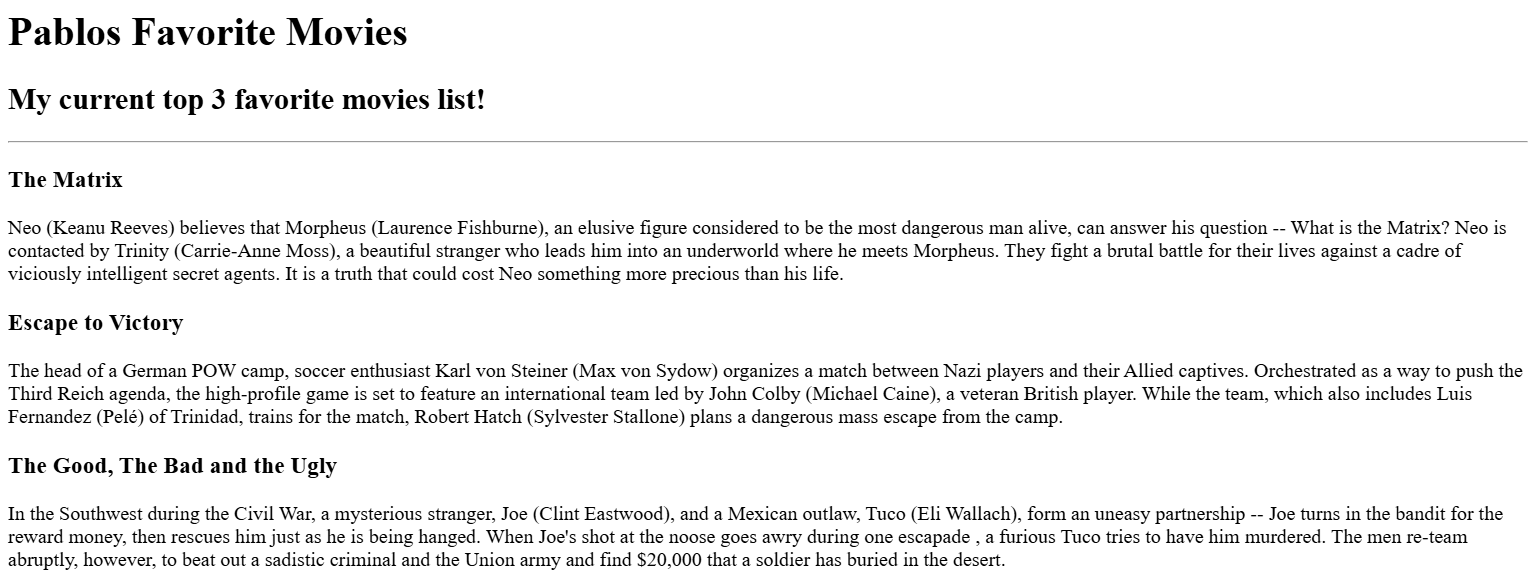 Pablos Favorite Movies
My current top 3 favorite movies list!
The Matrix
Neo (Keanu Reeves) believes that Morpheus (Laurence Fishburne), an elusive figure considered to be the most dangerous man alive, can answer his question -- What is the Matrix? Neo is
contacted by Trinity (Carrie-Anne Moss), a beautiful stranger who leads him into an underworld where he meets Morpheus. They fight a brutal battle for their lives against a cadre of
viciously intelligent secret agents. It is a truth that could cost Neo something more precious than his life.
Escape to Victory
The head of a German POW camp, soccer enthusiast Karl von Steiner (Max von Sydow) organizes a match between Nazi players and their Allied captives. Orchestrated as a way to push the
Third Reich agenda, the high-profile game is set to feature an international team led by John Colby (Michael Caine), a veteran British player. While the team, which also includes Luis
Fernandez (Pelé) of Trinidad, trains for the match, Robert Hatch (Sylvester Stallone) plans a dangerous mass escape from the camp.
The Good, The Bad and the Ugly
In the Southwest during the Civil War, a mysterious stranger, Joe (Clint Eastwood), and a Mexican outlaw, Tuco (Eli Wallach), form an uneasy partnership -- Joe turns in the bandit for the
reward money, then rescues him just as he is being hanged. When Joe's shot at the noose goes awry during one escapade , a furious Tuco tries to have him murdered. The men re-team
abruptly, however, to beat out a sadistic criminal and the Union army and find $20,000 that a soldier has buried in the desert.